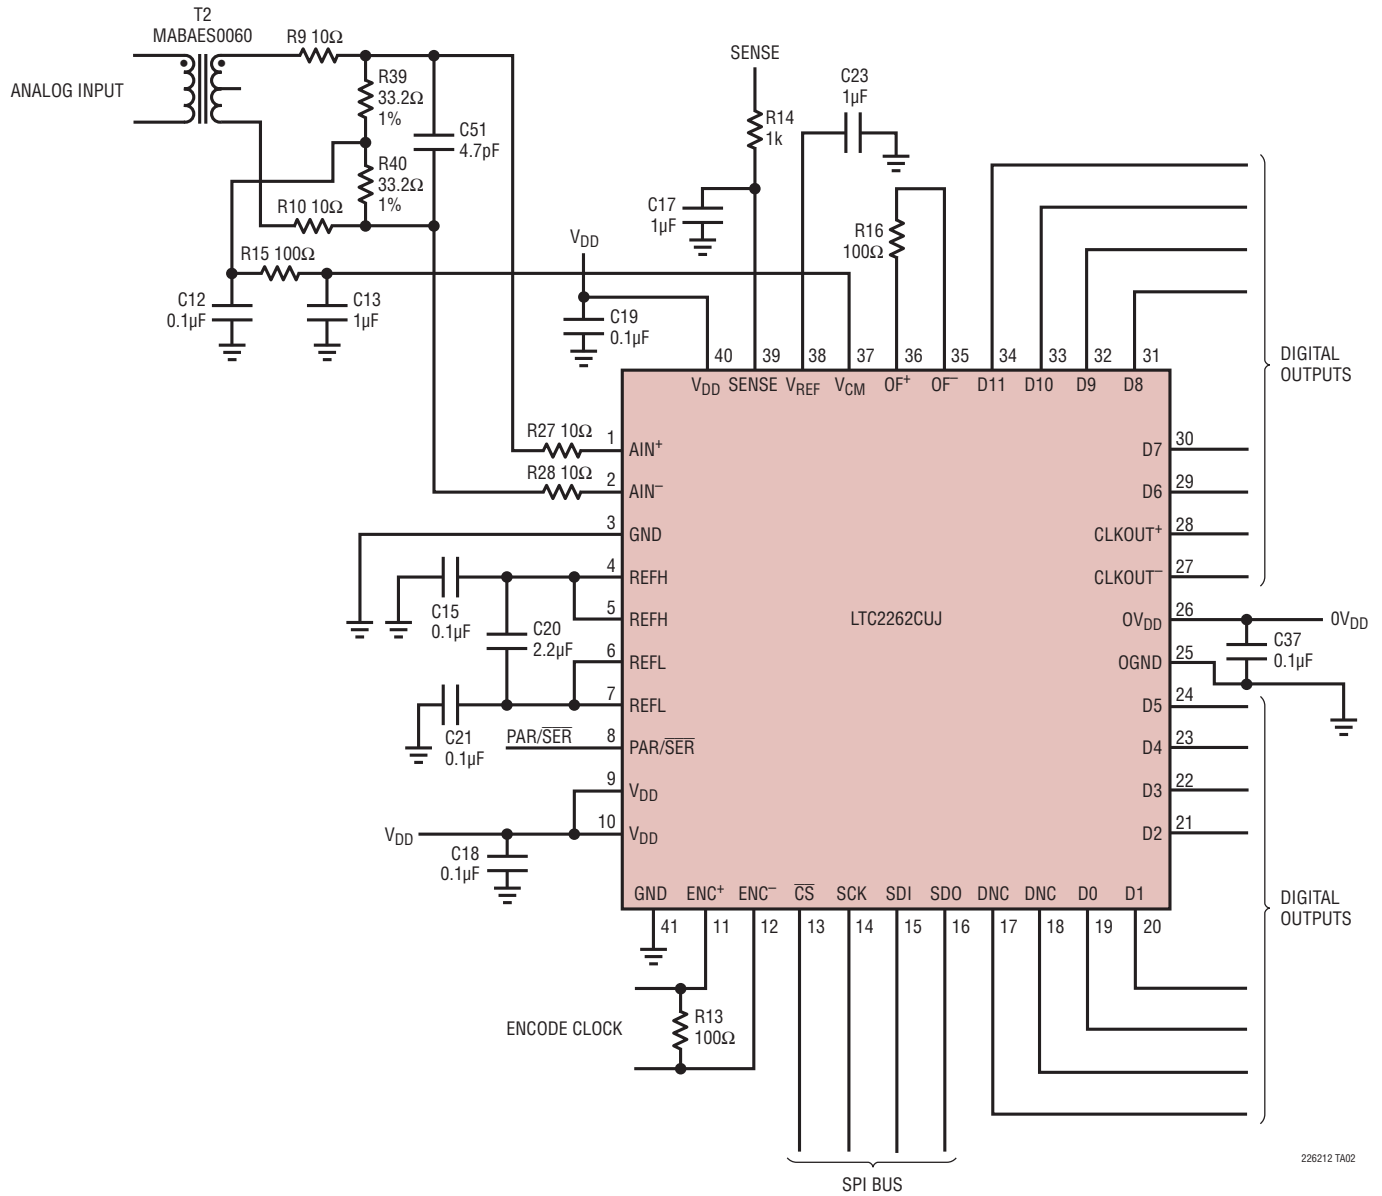 T2
MABAES0060
ANALOG INPUT
R9 10Ω
R39
33.2Ω
1%
C51
4.7pF
R40
33.2Ω
1%
R10 10Ω
R15 100Ω
C12
0.1µF
C13
1µF
VDD
C19
0.1µF
SENSE
R14
1k
C17
1µF
C23
1µF
R16
100Ω
DIGITAL
OUTPUTS
40 39 38 37 36 35 34 33 32 31
VDD SENSE VREF VCM OF+ OF– D11 D10 D9 D8
R27 10Ω
1 AIN+
R28 10Ω
2 AIN–
3 GND
4 REFH
C15
0.1µF
5 REFH
C20
2.2µF
6 REFL
7 REFL
C21
0.1µF
PAR/S̅E̅R̅
8 PAR/S̅E̅R̅
9 VDD
10 VDD
VDD
C18
0.1µF
LTC2262CUJ
D7 30
D6 29
CLKOUT+ 28
CLKOUT– 27
OVDD 26
0VDD
C37
0.1µF
OGND 25
D5 24
D4 23
D3 22
D2 21
GND ENC+ ENC– C̅S̅ SCK SDI SDO DNC DNC D0 D1
41 11 12 13 14 15 16 17 18 19 20
DIGITAL
OUTPUTS
ENCODE CLOCK
R13
100Ω
SPI BUS
226212 TA02